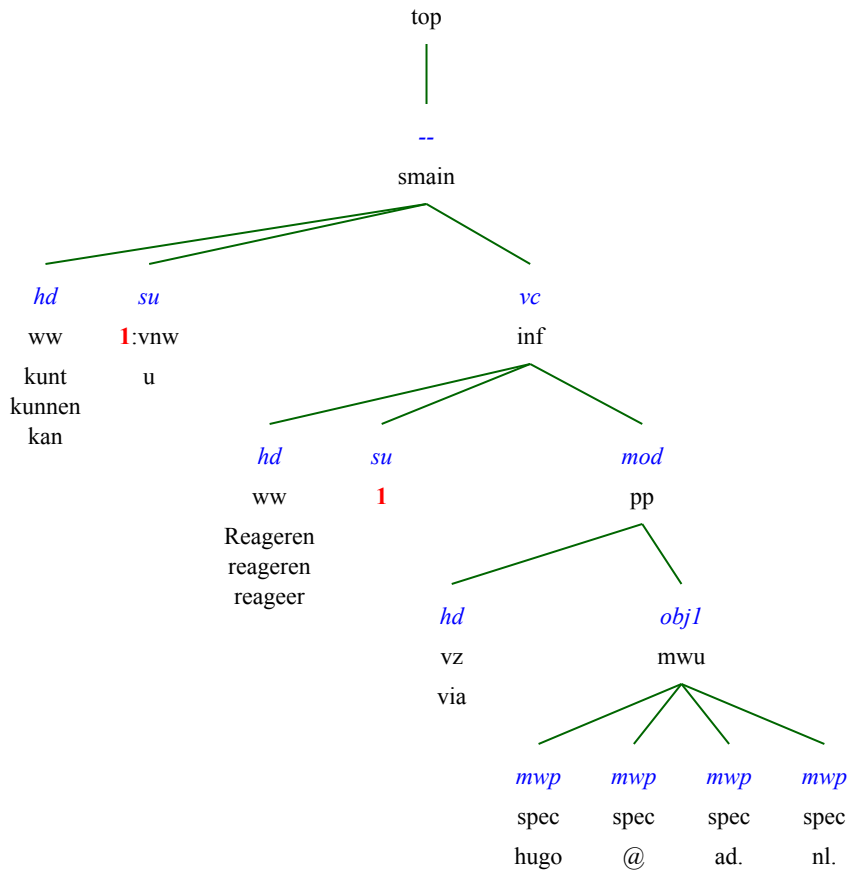 top
--
smain
hd su vc
ww 1:vnw inf
kunt u
kunnen
kan
hd su mod
ww 1 pp
Reageren
reageren
reageer
hd obj1
vz mwu
via
mwp mwp mwp mwp
spec spec spec spec
hugo @ ad. nl.